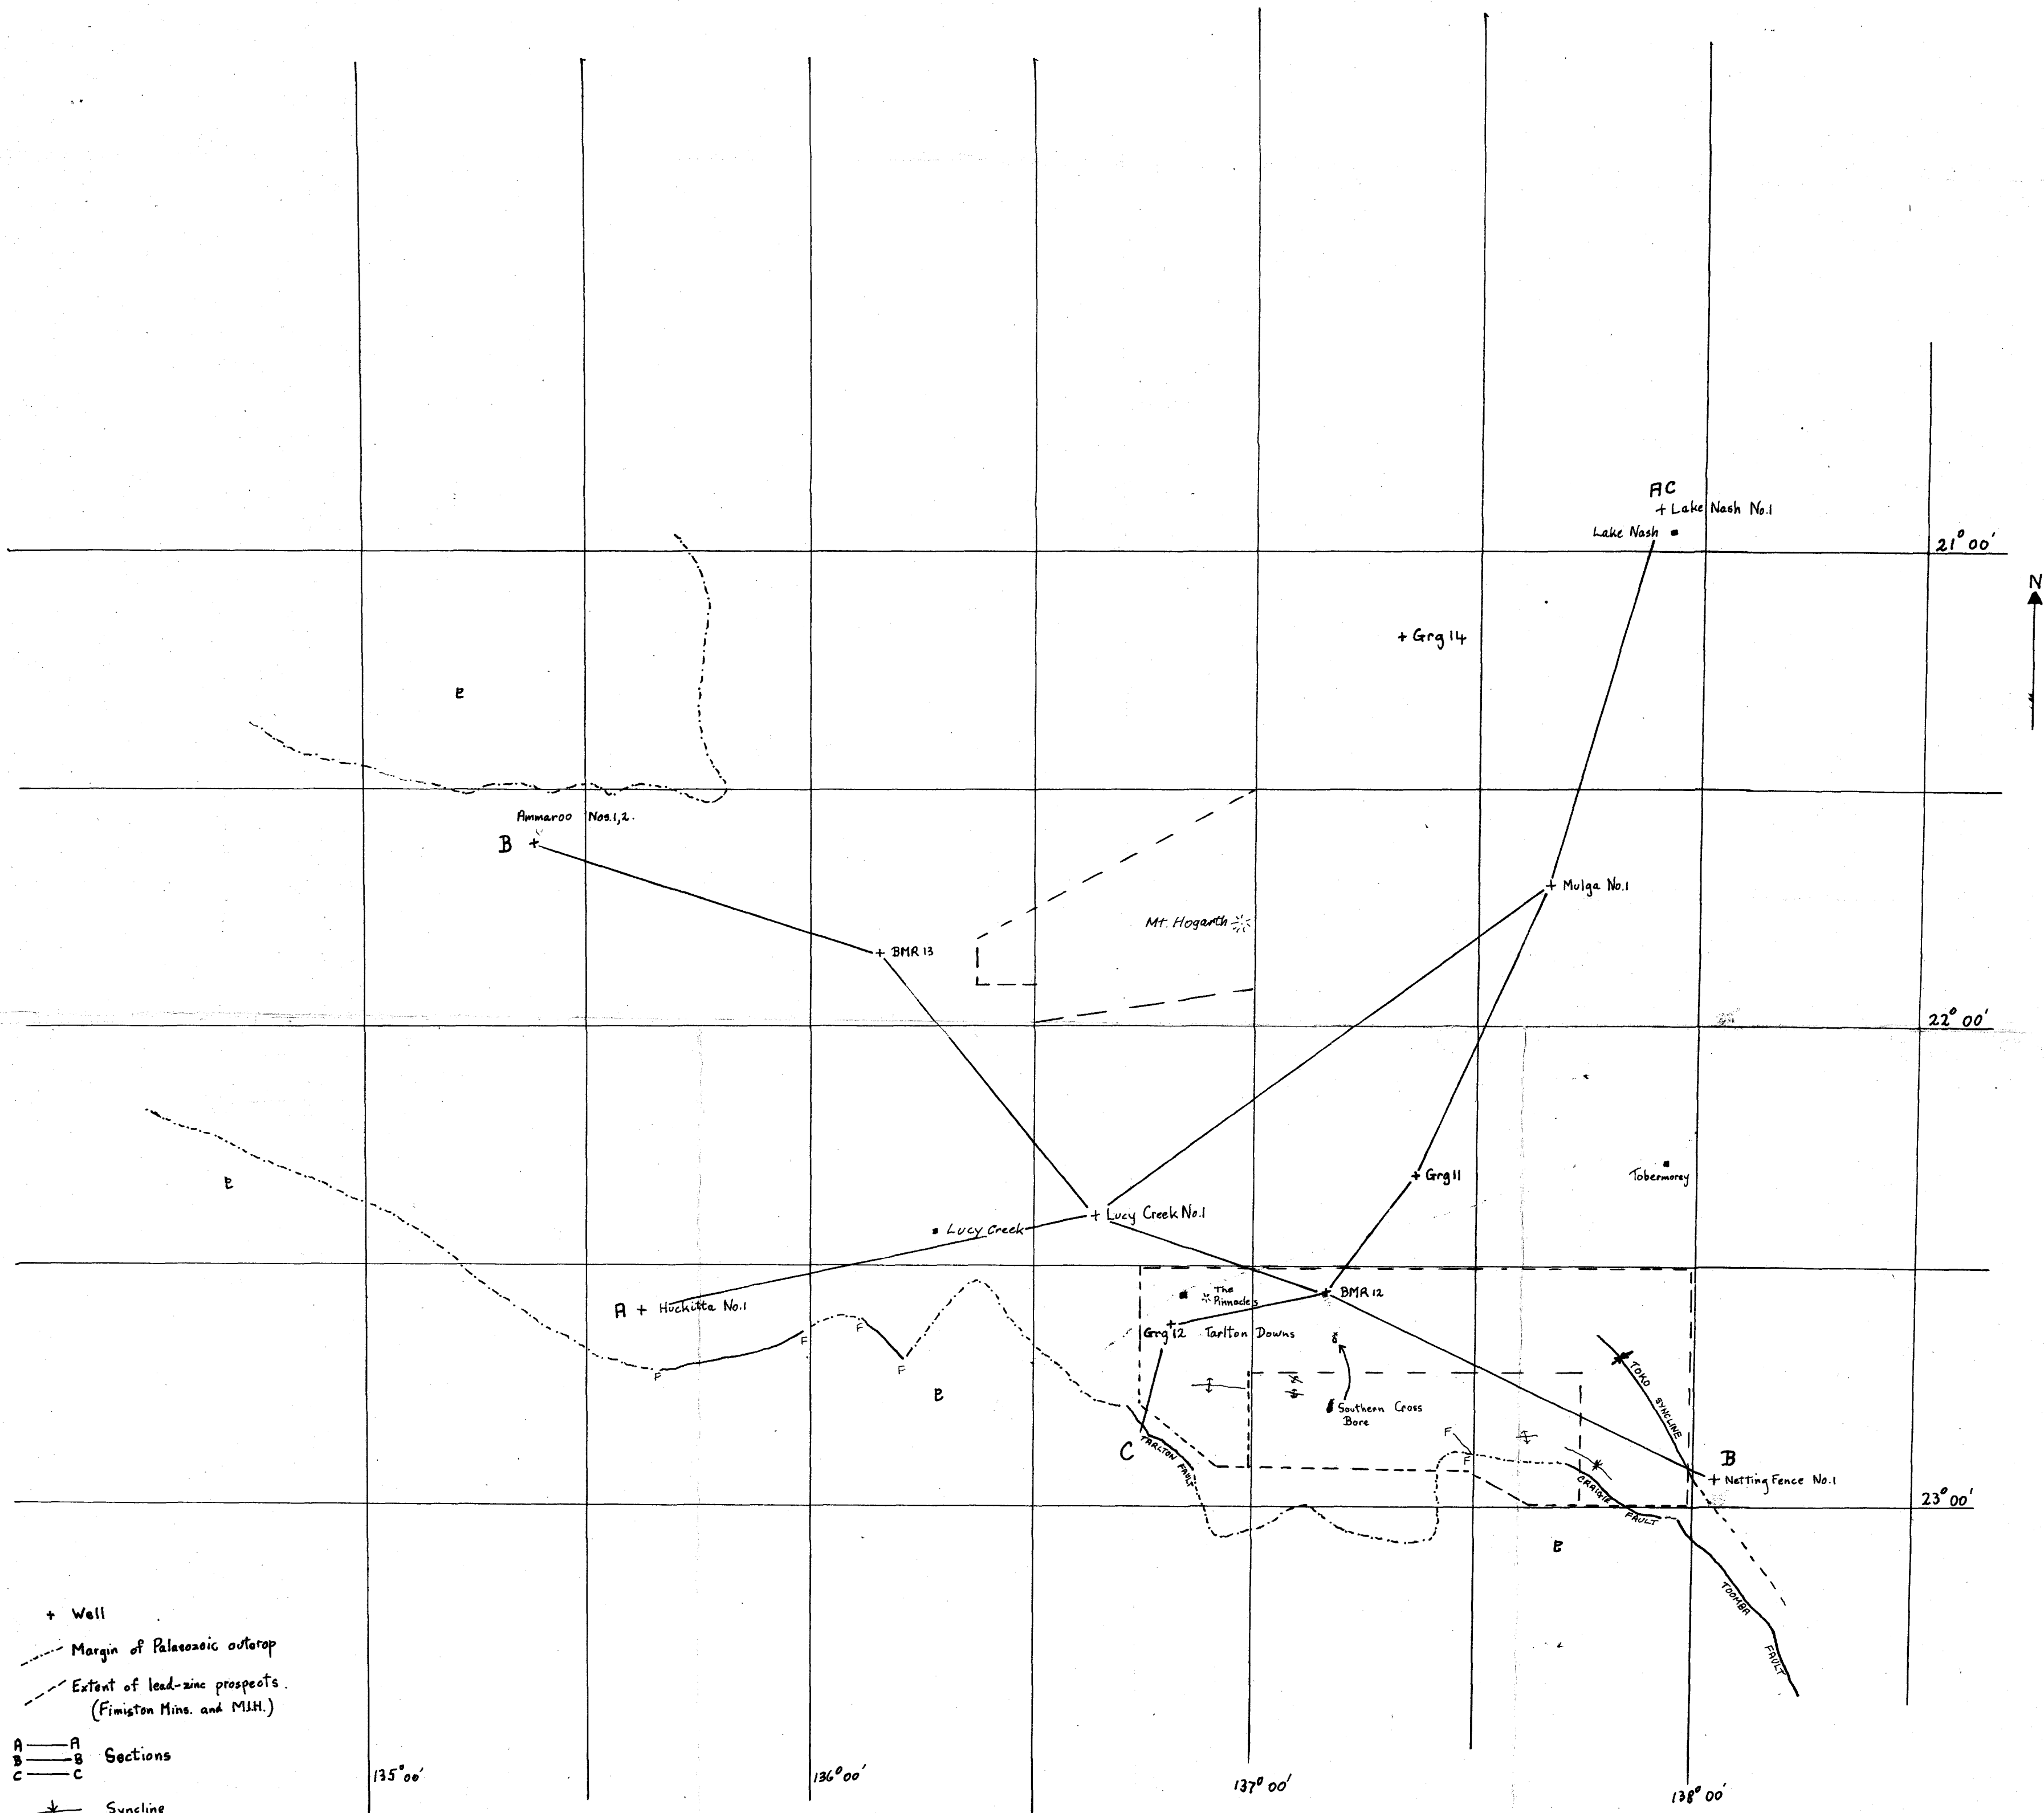 AC
Lake Nash No.1
Lake Nash
21° 00'
N
Grg 14
P
Ammaroo Nos.1,2.
B
Mulga No.1
Mt. Hogarth
BMR 13
22° 00'
Tobermorey
Grg 11
P
Lucy Creek No.1
Lucy Creek
A
Huckitta No.1
The
Pinnacles
BMR 12
Grg 12
Tarlton Downs
F
F
F
F
P
TOKO SYNCLINE
Southern Cross
Bore
C
TARLTON FAULT
F
F
B
Netting Fence No.1
CRAIGIE
FAULT
23° 00'
P
TOOMBA
FAULT
+ Well
Margin of Palaeozoic outcrop
Extent of lead-zinc prospects.
(Fimiston Mins. and M.I.H.)
A A
B B Sections
C C
Syncline
135° 00'
136° 00'
137° 00'
138° 00'